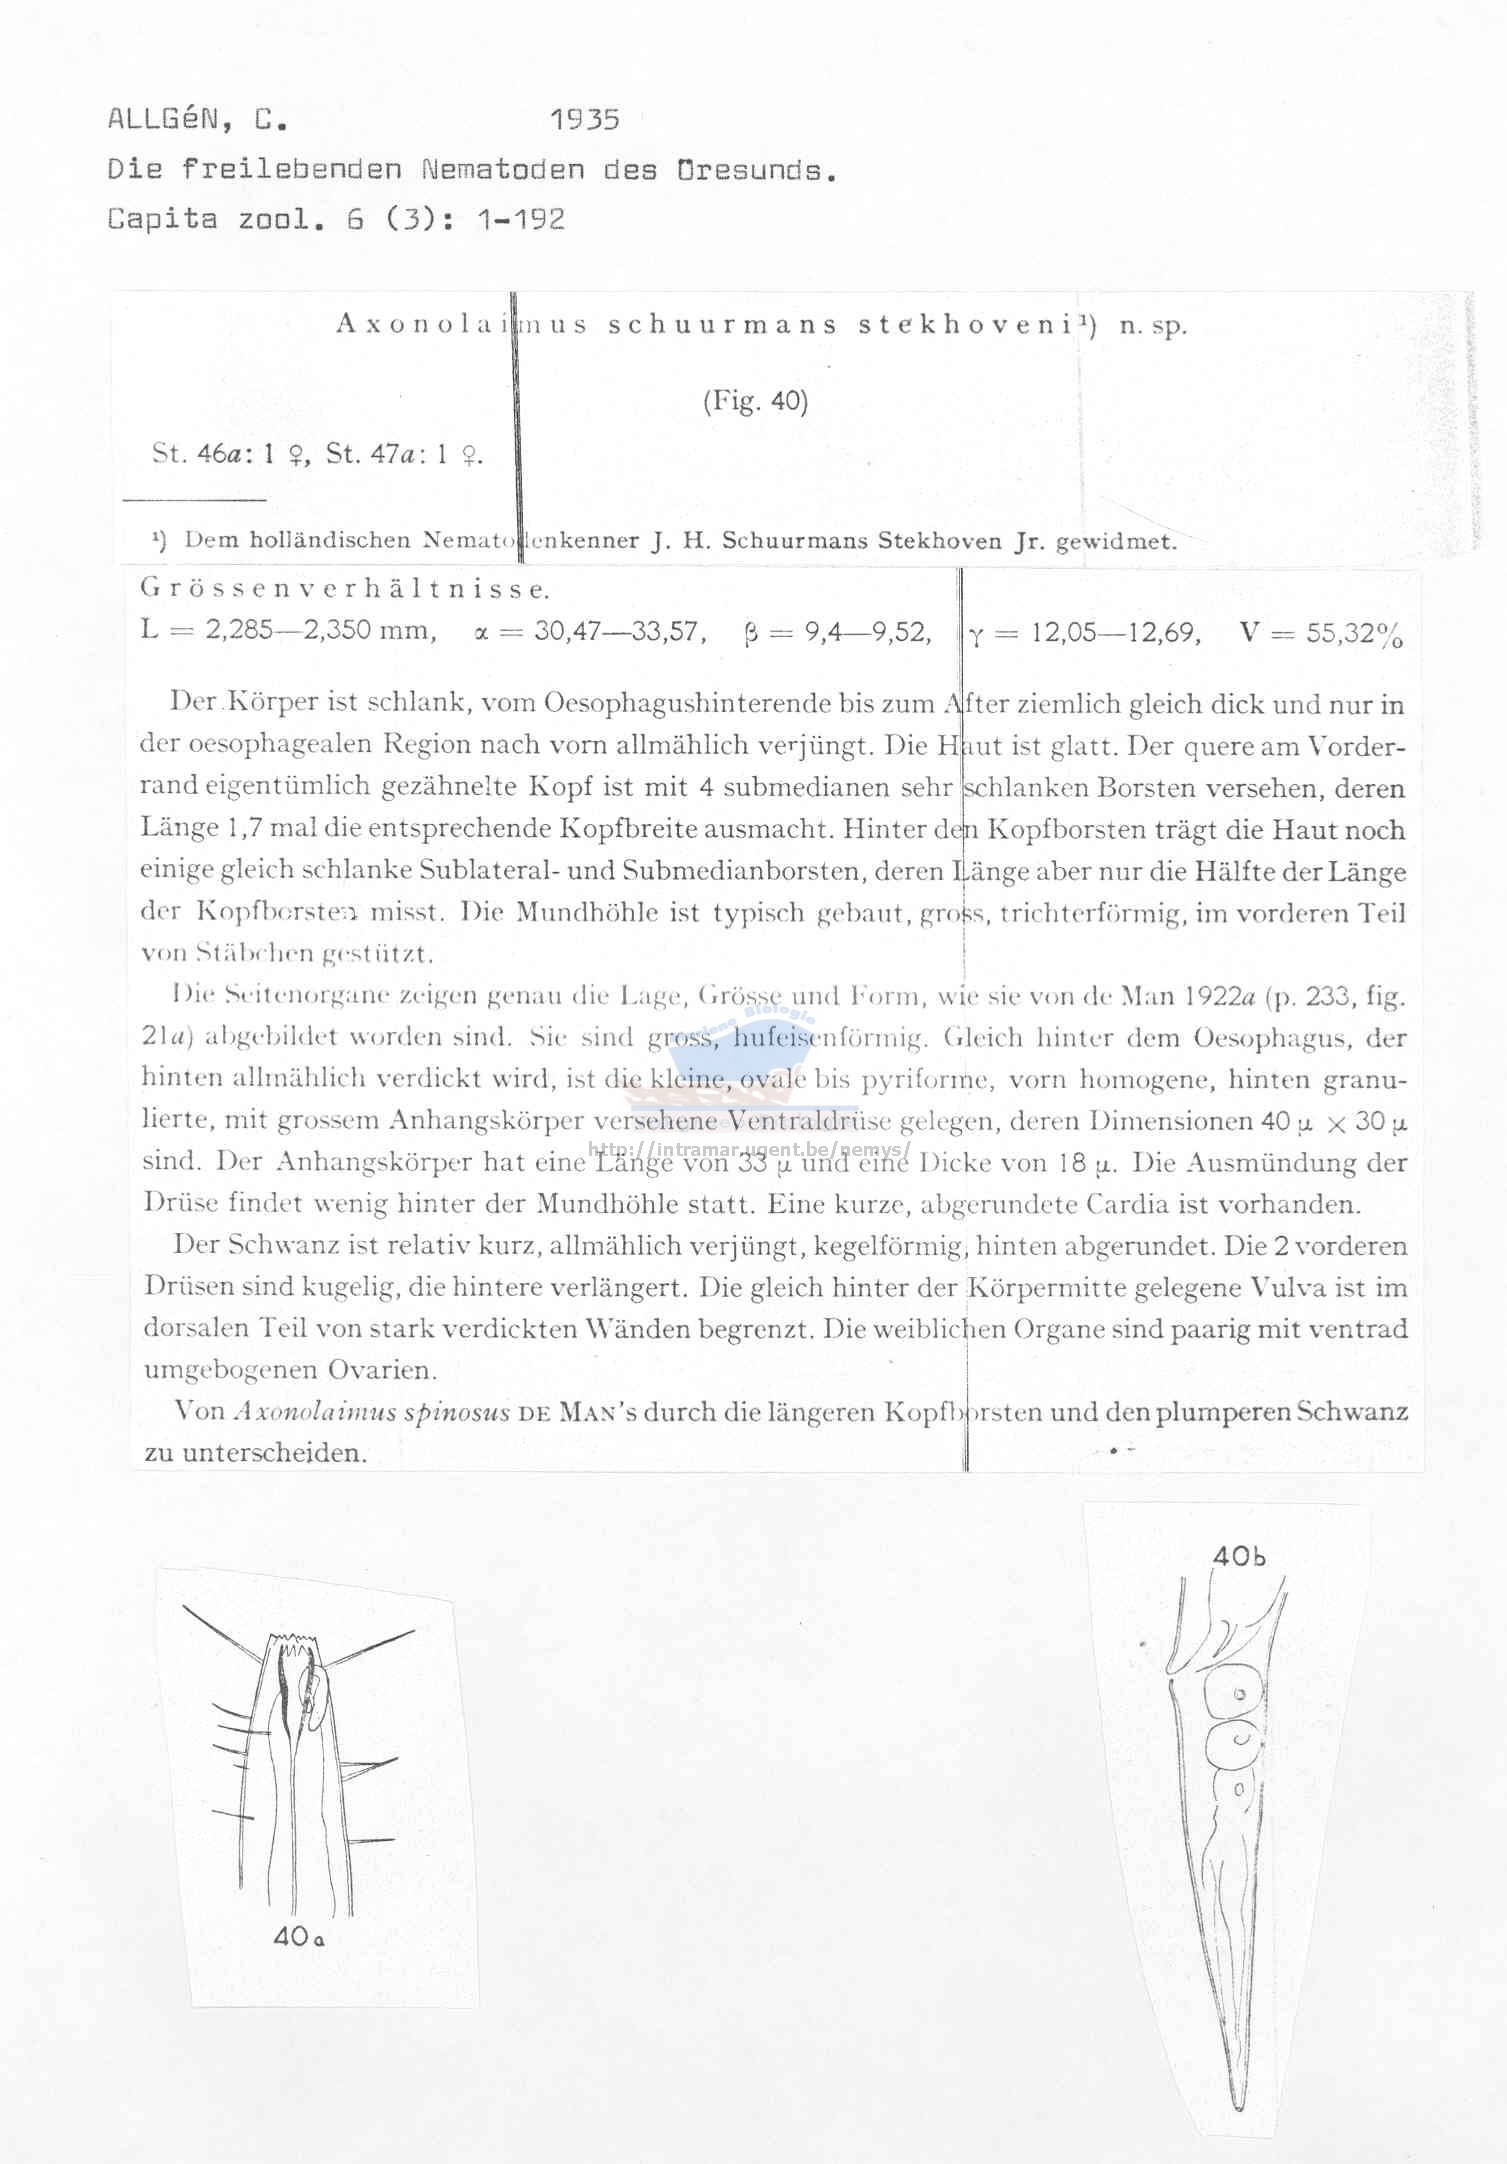 ALLGéN, C. 1935
Die freilebenden Nematoden des Oresunds.
Capita zool. 6 (3): 1-192
Axonolaimus schuurmans stekhoveni¹) n. sp.
(Fig. 40)
St. 46a: 1 ♀, St. 47a: 1 ♀.
¹) Dem holländischen Nematodenkenner J. H. Schuurmans Stekhoven Jr. gewidmet.
Grössenverhältnisse.
L = 2,285—2,350 mm, α = 30,47—33,57, β = 9,4—9,52, γ = 12,05—12,69, V = 55,32%
Der Körper ist schlank, vom Oesophagushinterende bis zum After ziemlich gleich dick und nur in
der oesophagealen Region nach vorn allmählich verjüngt. Die Haut ist glatt. Der quere am Vorder-
rand eigentümlich gezähnelte Kopf ist mit 4 submedianen sehr schlanken Borsten versehen, deren
Länge 1,7 mal die entsprechende Kopfbreite ausmacht. Hinter den Kopfborsten trägt die Haut noch
einige gleich schlanke Sublateral- und Submedianborsten, deren Länge aber nur die Hälfte der Länge
der Kopfborsten misst. Die Mundhöhle ist typisch gebaut, gross, trichterförmig, im vorderen Teil
von Stäbchen gestützt.
Die Seitenorgane zeigen genau die Lage, Grösse und Form, wie sie von de Man 1922a (p. 233, fig.
21a) abgebildet worden sind. Sie sind gross, hufeisenförmig. Gleich hinter dem Oesophagus, der
hinten allmählich verdickt wird, ist die kleine, ovale bis pyriforme, vorn homogene, hinten granu-
lierte, mit grossem Anhangskörper versehene Ventraldrüse gelegen, deren Dimensionen 40 μ × 30 μ
http://intramar.ugent.be/nemys/
sind. Der Anhangskörper hat eine Länge von 33 μ und eine Dicke von 18 μ. Die Ausmündung der
Drüse findet wenig hinter der Mundhöhle statt. Eine kurze, abgerundete Cardia ist vorhanden.
Der Schwanz ist relativ kurz, allmählich verjüngt, kegelförmig, hinten abgerundet. Die 2 vorderen
Drüsen sind kugelig, die hintere verlängert. Die gleich hinter der Körpermitte gelegene Vulva ist im
dorsalen Teil von stark verdickten Wänden begrenzt. Die weiblichen Organe sind paarig mit ventrad
umgebogenen Ovarien.
Von Axonolaimus spinosus DE MAN's durch die längeren Kopfborsten und den plumperen Schwanz
zu unterscheiden.
40b
40a